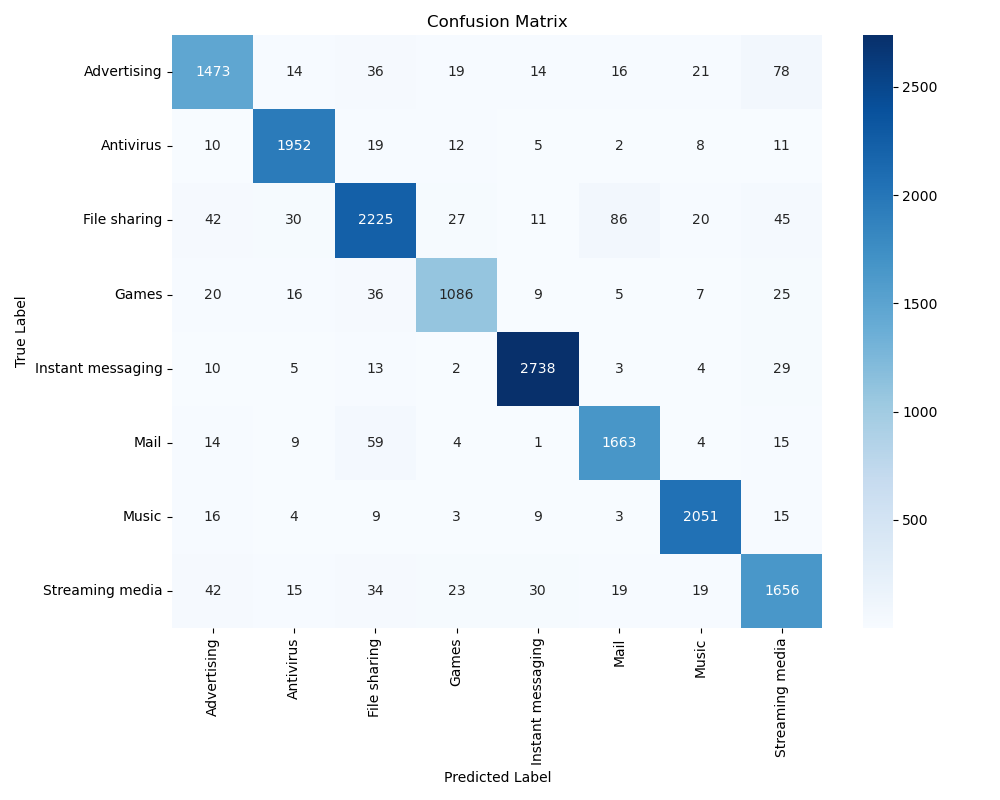 Confusion Matrix
Advertising 1473 14 36 19 14 16 21 78
Antivirus 10 1952 19 12 5 2 8 11
File sharing 42 30 2225 27 11 86 20 45
Games 20 16 36 1086 9 5 7 25
Instant messaging 10 5 13 2 2738 3 4 29
Mail 14 9 59 4 1 1663 4 15
Music 16 4 9 3 9 3 2051 15
Streaming media 42 15 34 23 30 19 19 1656
True Label
Advertising Antivirus File sharing Games Instant messaging Mail Music Streaming media
Predicted Label
2500
2000
1500
1000
500